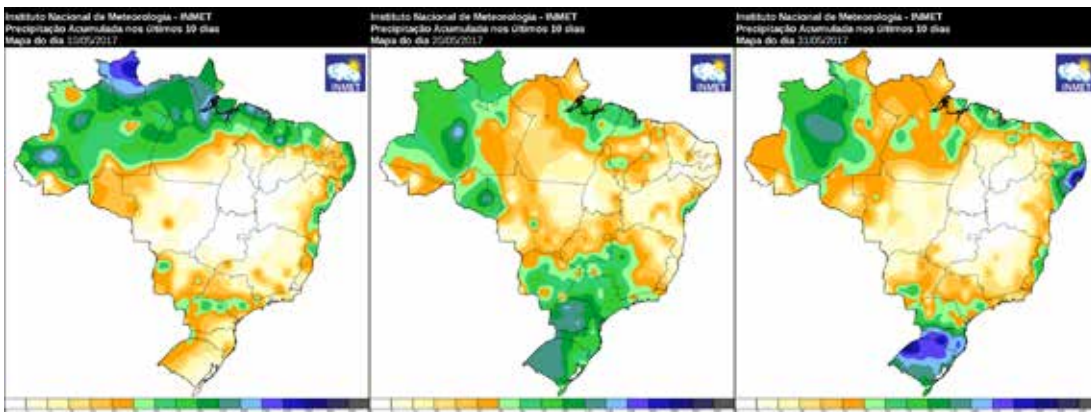 Instituto Nacional de Meteorologia - INMET
Precipitação Acumulada nos últimos 10 dias
Mapa do dia 10/05/2017
INMET
Instituto Nacional de Meteorologia - INMET
Precipitação Acumulada nos últimos 10 dias
Mapa do dia 20/05/2017
INMET
Instituto Nacional de Meteorologia - INMET
Precipitação Acumulada nos últimos 10 dias
Mapa do dia 31/05/2017
INMET